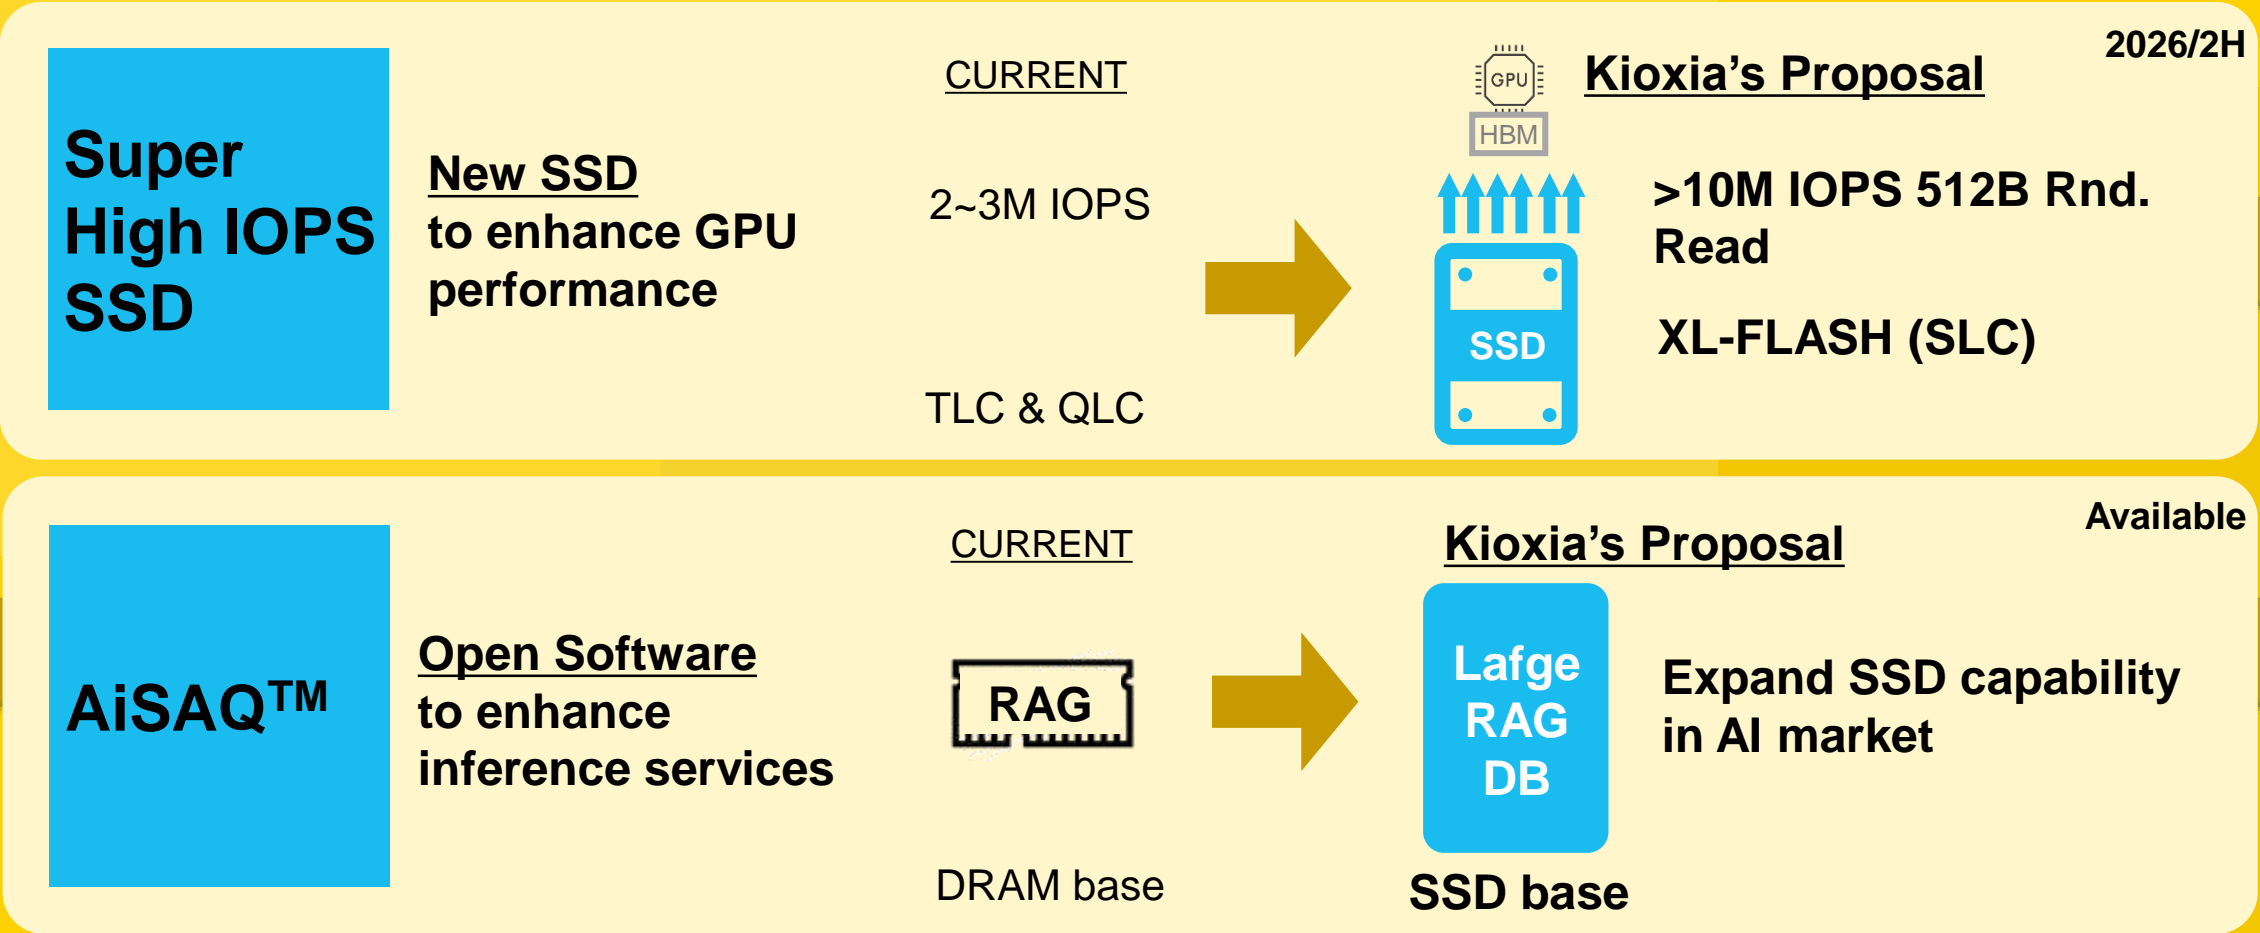 2026/2H
Super
High IOPS
SSD
New SSD
to enhance GPU
performance
CURRENT
2~3M IOPS
TLC & QLC
GPU
HBM
SSD
Kioxia’s Proposal
>10M IOPS 512B Rnd.
Read
XL-FLASH (SLC)
Available
AiSAQ™
Open Software
to enhance
inference services
CURRENT
RAG
DRAM base
Kioxia’s Proposal
Lafge
RAG
DB
SSD base
Expand SSD capability
in AI market